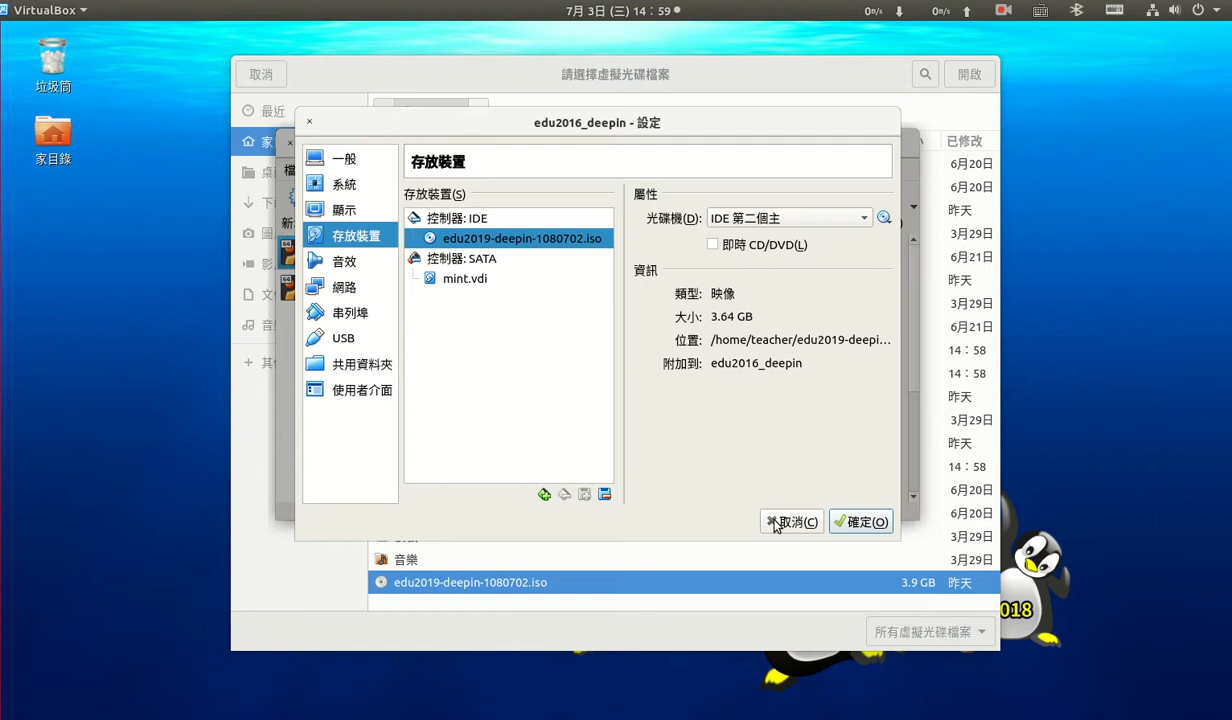 VirtualBox
7月 3日 (三) 14：59
0B/s
0B/s
垃圾筒
家目錄
取消
請選擇虛擬光碟檔案
開啟
最近
已修改
6月20日
6月20日
昨天
3月29日
6月21日
昨天
3月29日
6月21日
14：58
14：58
昨天
3月29日
昨天
14：58
6月20日
6月20日
3月29日
edu2016_deepin - 設定
一般
系統
顯示
存放裝置
音效
網路
串列埠
USB
共用資料夾
使用者介面
存放裝置
存放裝置(S)
控制器: IDE
edu2019-deepin-1080702.iso
控制器: SATA
mint.vdi
屬性
光碟機(D): IDE 第二個主
即時 CD/DVD(L)
資訊
類型: 映像
大小: 3.64 GB
位置: /home/teacher/edu2019-deepi...
附加到: edu2016_deepin
取消(C)
確定(O)
音樂 3月29日
edu2019-deepin-1080702.iso 3.9 GB 昨天
所有虛擬光碟檔案
018